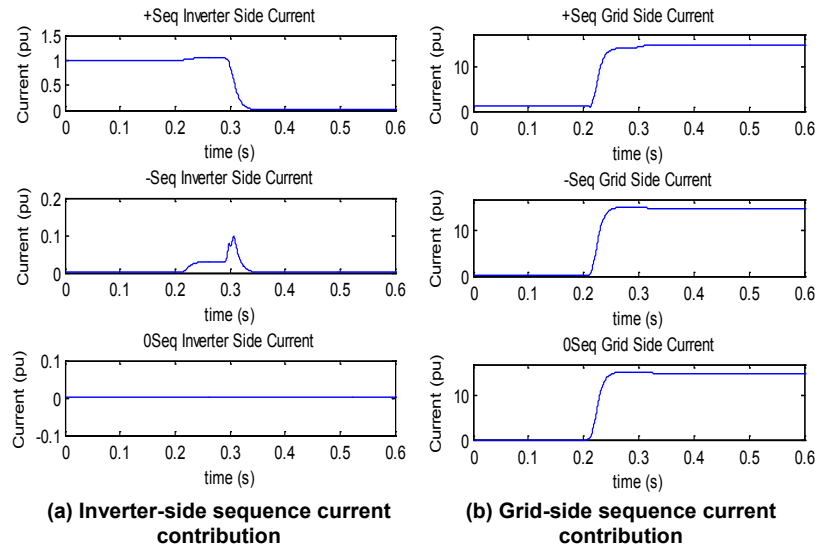 +Seq Inverter Side Current
Current (pu)
1.5
1
0.5
0
0 0.1 0.2 0.3 0.4 0.5 0.6
time (s)
-Seq Inverter Side Current
Current (pu)
0.2
0.1
0
0 0.1 0.2 0.3 0.4 0.5 0.6
time (s)
0Seq Inverter Side Current
Current (pu)
0.1
0
-0.1
0 0.1 0.2 0.3 0.4 0.5 0.6
time (s)
(a) Inverter-side sequence current
contribution
+Seq Grid Side Current
Current (pu)
10
0
0 0.1 0.2 0.3 0.4 0.5 0.6
time (s)
-Seq Grid Side Current
Current (pu)
10
0
0 0.1 0.2 0.3 0.4 0.5 0.6
time (s)
0Seq Grid Side Current
Current (pu)
10
0
0 0.1 0.2 0.3 0.4 0.5 0.6
time (s)
(b) Grid-side sequence current
contribution